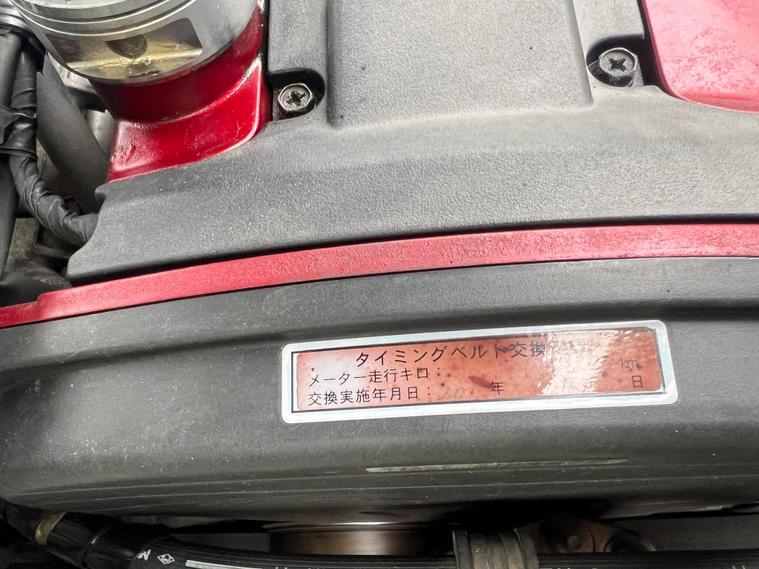 タイミングベルト交換
メーター走行キロ： km
交換実施年月日： 年 日